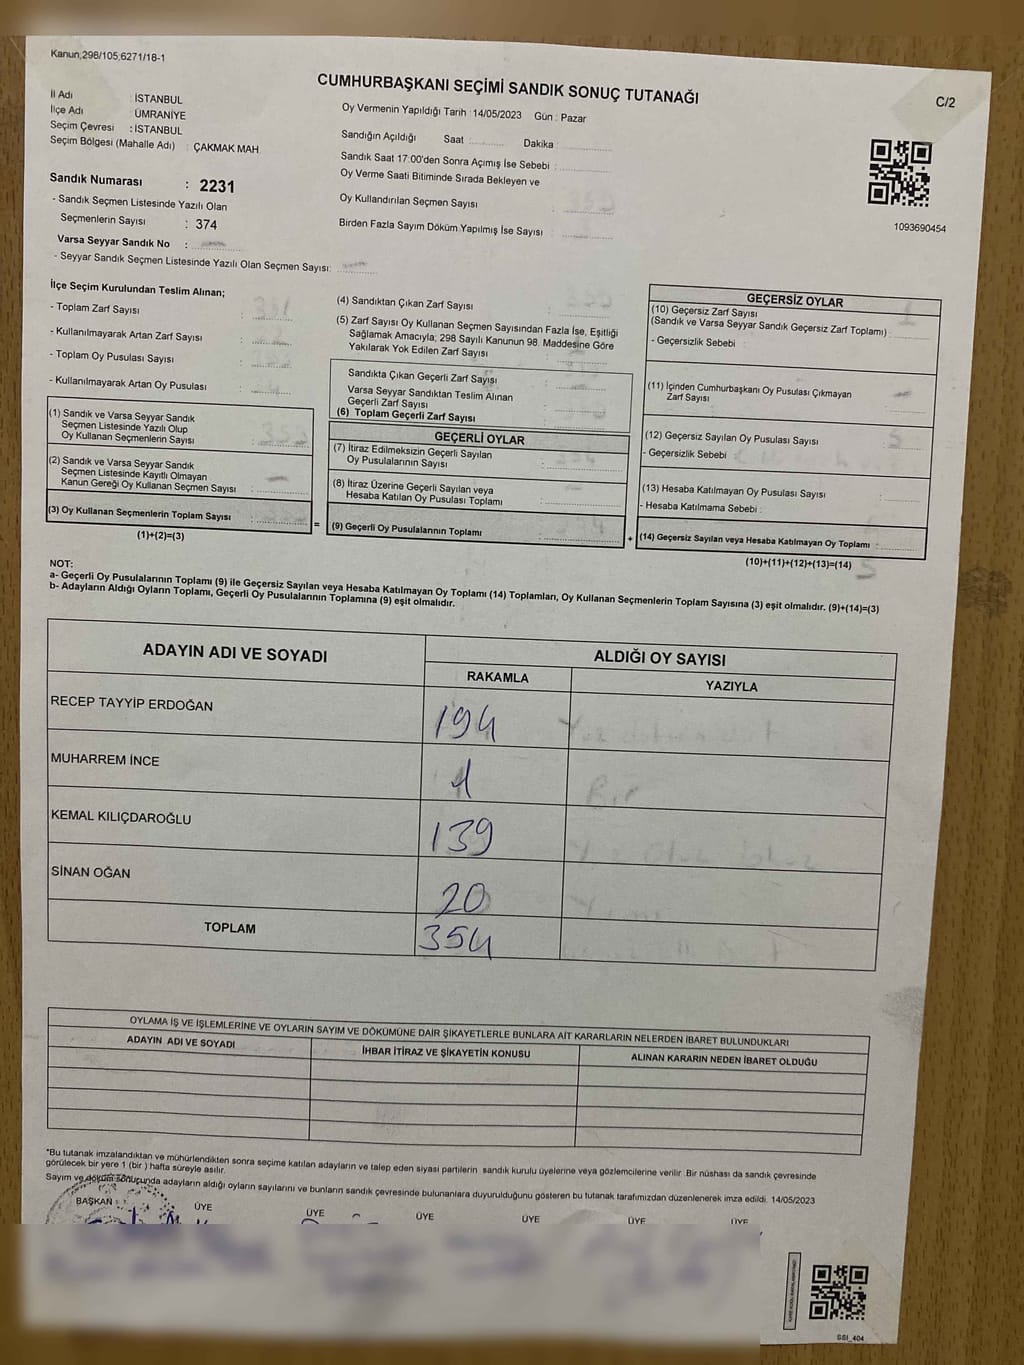 Kanun;298/105;6271/18-1
CUMHURBAŞKANI SEÇİMİ SANDIK SONUÇ TUTANAĞI
C/2
İl Adı : İSTANBUL
İlçe Adı : ÜMRANİYE
Seçim Çevresi : İSTANBUL
Seçim Bölgesi (Mahalle Adı) : ÇAKMAK MAH.
Oy Vermenin Yapıldığı Tarih : 14/05/2023 Gün : Pazar
Sandığın Açıldığı Saat Dakika
Sandık Saat 17:00'den Sonra Açımış İse Sebebi :
Oy Verme Saati Bitiminde Sırada Bekleyen ve
Oy Kullandırılan Seçmen Sayısı :
Birden Fazla Sayım Döküm Yapılmış İse Sayısı :
Sandık Numarası : 2231
- Sandık Seçmen Listesinde Yazılı Olan
Seçmenlerin Sayısı : 374
Varsa Seyyar Sandık No :
- Seyyar Sandık Seçmen Listesinde Yazılı Olan Seçmen Sayısı:
1093690454
İlçe Seçim Kurulundan Teslim Alınan;
- Toplam Zarf Sayısı :
- Kullanılmayarak Artan Zarf Sayısı :
- Toplam Oy Pusulası Sayısı :
- Kullanılmayarak Artan Oy Pusulası :
(1) Sandık ve Varsa Seyyar Sandık
Seçmen Listesinde Yazılı Olup
Oy Kullanan Seçmenlerin Sayısı :
(2) Sandık ve Varsa Seyyar Sandık
Seçmen Listesinde Kayıtlı Olmayan
Kanun Gereği Oy Kullanan Seçmen Sayısı :
(3) Oy Kullanan Seçmenlerin Toplam Sayısı :
(1)+(2)=(3)
(4) Sandıktan Çıkan Zarf Sayısı :
(5) Zarf Sayısı Oy Kullanan Seçmen Sayısından Fazla İse, Eşitliği
Sağlamak Amacıyla; 298 Sayılı Kanunun 98. Maddesine Göre
Yakılarak Yok Edilen Zarf Sayısı :
Sandıkta Çıkan Geçerli Zarf Sayısı :
Varsa Seyyar Sandıktan Teslim Alınan
Geçerli Zarf Sayısı :
(6) Toplam Geçerli Zarf Sayısı :
GEÇERLİ OYLAR
(7) İtiraz Edilmeksizin Geçerli Sayılan
Oy Pusulalarının Sayısı :
(8) İtiraz Üzerine Geçerli Sayılan veya
Hesaba Katılan Oy Pusulası Toplamı :
= (9) Geçerli Oy Pusulalarının Toplamı :
GEÇERSİZ OYLAR
(10) Geçersiz Zarf Sayısı
(Sandık ve Varsa Seyyar Sandık Geçersiz Zarf Toplamı) :
- Geçersizlik Sebebi :
(11) İçinden Cumhurbaşkanı Oy Pusulası Çıkmayan
Zarf Sayısı :
(12) Geçersiz Sayılan Oy Pusulası Sayısı : 5
- Geçersizlik Sebebi
(13) Hesaba Katılmayan Oy Pusulası Sayısı :
- Hesaba Katılmama Sebebi :
+ (14) Geçersiz Sayılan veya Hesaba Katılmayan Oy Toplamı :
(10)+(11)+(12)+(13)=(14) 5
NOT:
a- Geçerli Oy Pusulalarının Toplamı (9) ile Geçersiz Sayılan veya Hesaba Katılmayan Oy Toplamı (14) Toplamları, Oy Kullanan Seçmenlerin Toplam Sayısına (3) eşit olmalıdır. (9)+(14)=(3)
b- Adayların Aldığı Oyların Toplamı, Geçerli Oy Pusulalarının Toplamına (9) eşit olmalıdır.
ADAYIN ADI VE SOYADI ALDIĞI OY SAYISI
RAKAMLA YAZIYLA
RECEP TAYYİP ERDOĞAN 194
MUHARREM İNCE 1 Bir
KEMAL KILIÇDAROĞLU 139
SİNAN OĞAN 20
TOPLAM 354
OYLAMA İŞ VE İŞLEMLERİNE VE OYLARIN SAYIM VE DÖKÜMÜNE DAİR ŞİKAYETLERLE BUNLARA AİT KARARLARIN NELERDEN İBARET BULUNDUKLARI
ADAYIN ADI VE SOYADI İHBAR İTİRAZ VE ŞİKAYETİN KONUSU ALINAN KARARIN NEDEN İBARET OLDUĞU
*Bu tutanak imzalandıktan ve mühürlendikten sonra seçime katılan adayların ve talep eden siyasi partilerin sandık kurulu üyelerine veya gözlemcilerine verilir. Bir nüshası da sandık çevresinde
görülecek bir yere 1 (bir ) hafta süreyle asılır.
Sayım ve döküm sonucunda adayların aldığı oyların sayılarını ve bunların sandık çevresinde bulunanlara duyurulduğunu gösteren bu tutanak tarafımızdan düzenlenerek imza edildi. 14/05/2023
BAŞKAN ÜYE ÜYE ÜYE ÜYE ÜYE ÜYE
SSI_404